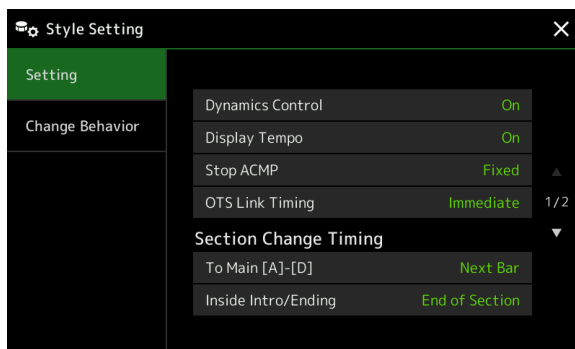 Style Setting
Setting
Change Behavior
Dynamics Control On
Display Tempo On
Stop ACMP Fixed
OTS Link Timing Immediate
1/2
Section Change Timing
To Main [A]-[D] Next Bar
Inside Intro/Ending End of Section